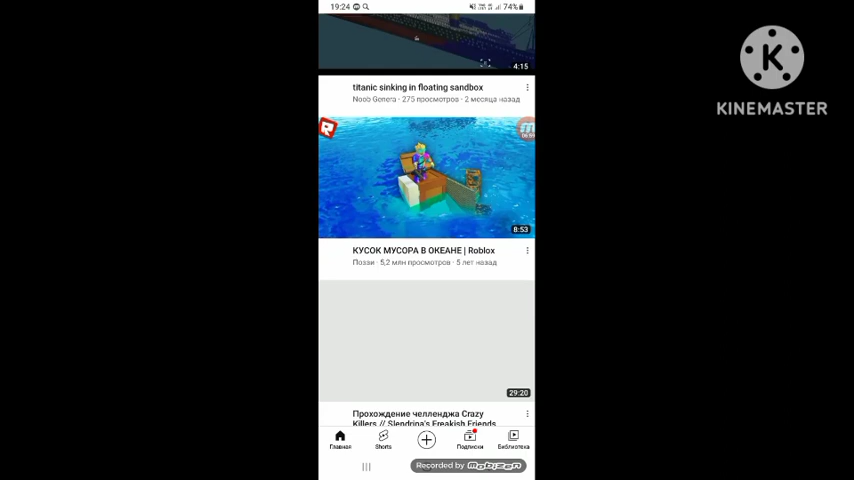 19:24
74%
4:15
titanic sinking in floating sandbox
Noob Genera · 275 просмотров · 2 месяца назад
8:53
КУСОК МУСОРА В ОКЕАНЕ | Roblox
Поззи · 5,2 млн просмотров · 5 лет назад
29:20
Прохождение челленджа Crazy
Killers // Slendrina's Freakish Friends
Главная
Shorts
Подписки
Библиотека
Recorded by mobizen
K
KINEMASTER